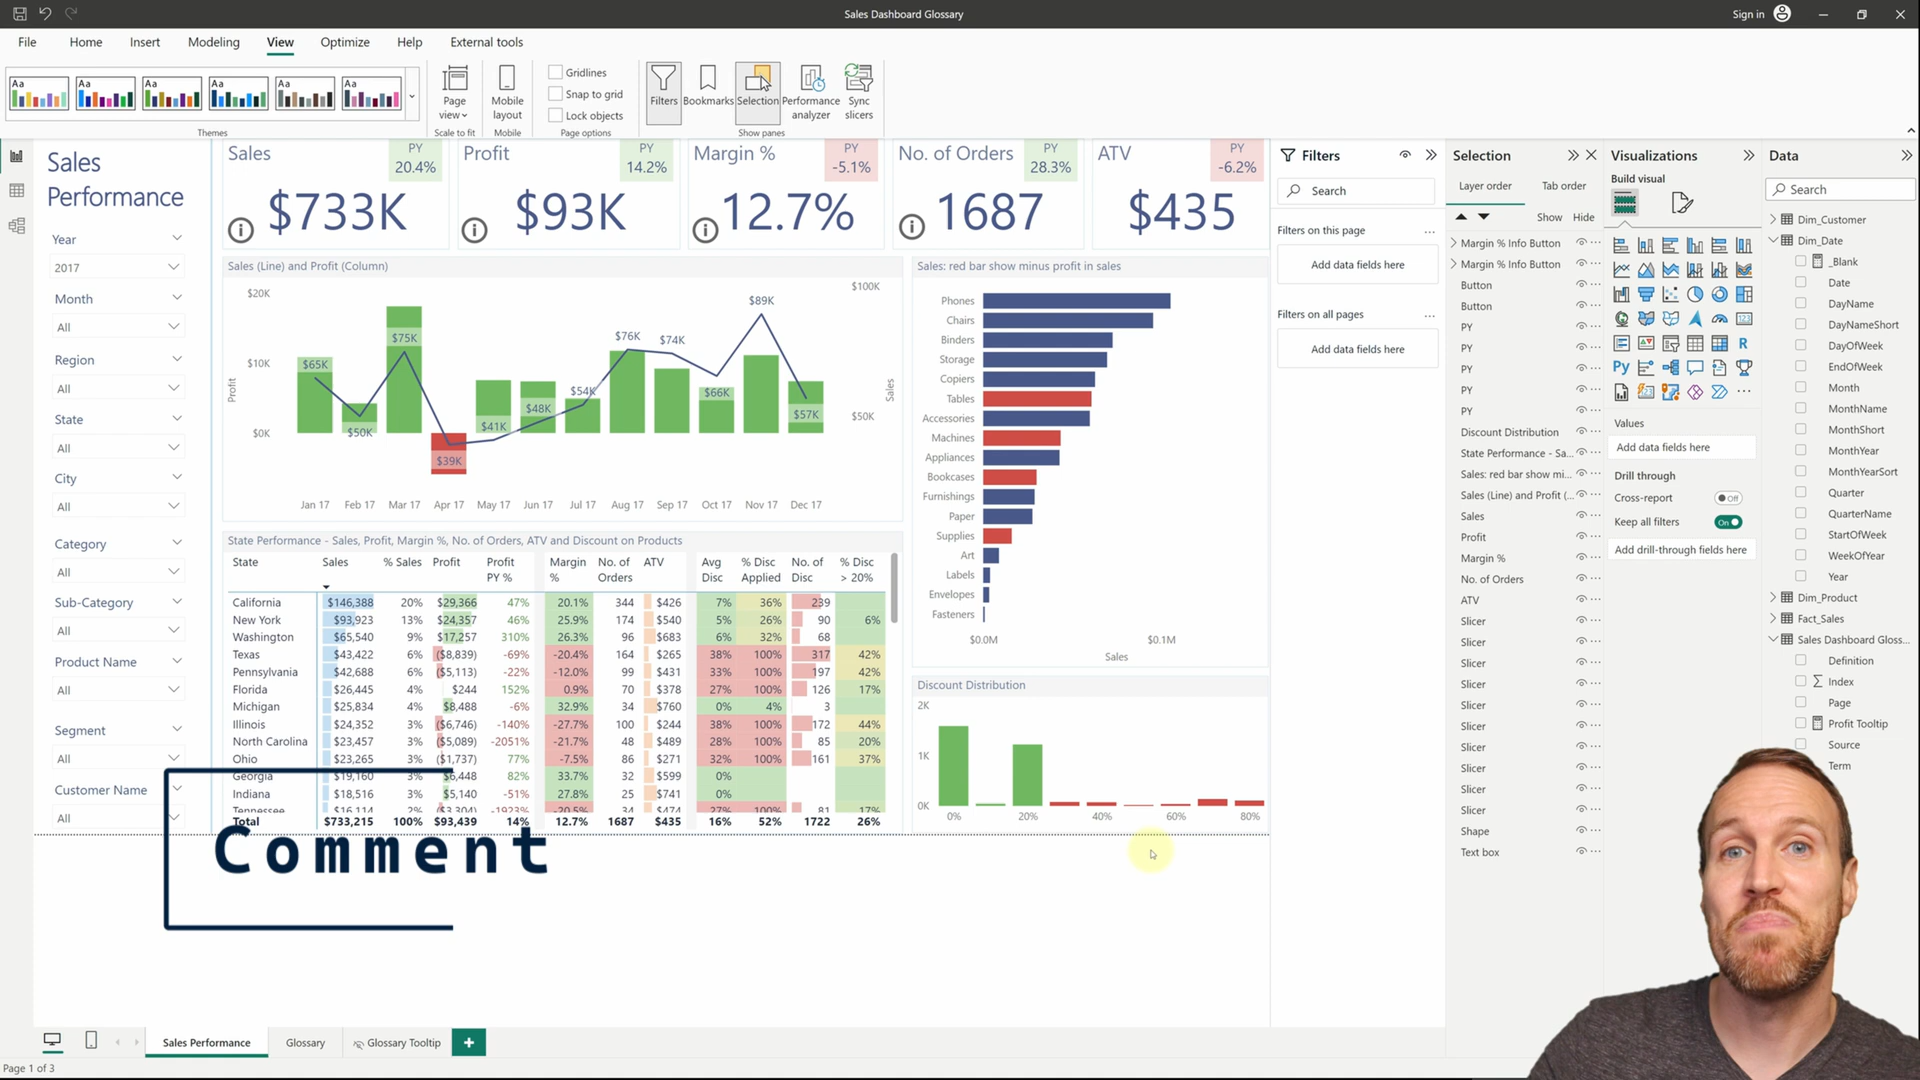 Sales Dashboard Glossary
Sign in
File Home Insert Modeling View Optimize Help External tools
Aa Aa Aa Aa Aa Aa
Themes
Page view
Scale to fit
Mobile layout
Mobile
Gridlines
Snap to grid
Lock objects
Page options
Filters Bookmarks Selection Performance analyzer Sync slicers
Show panes
Sales Performance
Year
2017
Month
All
Region
All
State
All
City
All
Category
All
Sub-Category
All
Product Name
All
Segment
All
Customer Name
All
Sales PY 20.4%
$733K
Profit PY 14.2%
$93K
Margin % PY -5.1%
12.7%
No. of Orders PY 28.3%
1687
ATV PY -6.2%
$435
Sales (Line) and Profit (Column)
$20K
$10K
$0K
Profit
$100K
$50K
Sales
$65K $50K $75K $39K $41K $48K $54K $76K $74K $66K $89K $57K
Jan 17 Feb 17 Mar 17 Apr 17 May 17 Jun 17 Jul 17 Aug 17 Sep 17 Oct 17 Nov 17 Dec 17
Sales: red bar show minus profit in sales
Phones
Chairs
Binders
Storage
Copiers
Tables
Accessories
Machines
Appliances
Bookcases
Furnishings
Paper
Supplies
Art
Labels
Envelopes
Fasteners
$0.0M $0.1M
Sales
State Performance - Sales, Profit, Margin %, No. of Orders, ATV and Discount on Products
State Sales % Sales Profit Profit PY % Margin % No. of Orders ATV Avg Disc % Disc Applied No. of Disc % Disc > 20%
California $146,388 20% $29,366 47% 20.1% 344 $426 7% 36% 239
New York $93,923 13% $24,357 46% 25.9% 174 $540 5% 26% 90 6%
Washington $65,540 9% $17,257 310% 26.3% 96 $683 6% 32% 68
Texas $43,422 6% ($8,839) -69% -20.4% 164 $265 38% 100% 317 42%
Pennsylvania $42,688 6% ($5,113) -22% -12.0% 99 $431 33% 100% 197 42%
Florida $26,445 4% $244 152% 0.9% 70 $378 27% 100% 126 17%
Michigan $25,834 4% $8,488 -6% 32.9% 34 $760 0% 4% 3
Illinois $24,352 3% ($6,746) -140% -27.7% 100 $244 38% 100% 172 44%
North Carolina $23,457 3% ($5,089) -2051% -21.7% 48 $489 28% 100% 85 20%
Ohio $23,265 3% ($1,737) 77% -7.5% 86 $271 32% 100% 161 37%
Georgia $19,160 3% $6,448 82% 33.7% 32 $599 0%
Indiana $18,516 3% $5,140 -51% 27.8% 25 $741 0%
Tennessee $16,114 2% ($3,304) -1923% -20.5% 34 $474 27% 100% 81 17%
Total $733,215 100% $93,439 14% 12.7% 1687 $435 16% 52% 1722 26%
Discount Distribution
2K
1K
0K
0% 20% 40% 60% 80%
Comment
Filters
Search
Filters on this page ...
Add data fields here
Filters on all pages ...
Add data fields here
Selection
Layer order Tab order
Show Hide
Margin % Info Button
Margin % Info Button
Button
Button
PY
PY
PY
PY
PY
Discount Distribution
State Performance - Sa...
Sales: red bar show mi...
Sales (Line) and Profit (...
Sales
Profit
Margin %
No. of Orders
ATV
Slicer
Slicer
Slicer
Slicer
Slicer
Slicer
Slicer
Slicer
Slicer
Slicer
Shape
Text box
Visualizations
Build visual
123
R
Py
...
Values
Add data fields here
Drill through
Cross-report Off
Keep all filters On
Add drill-through fields here
Data
Search
Dim_Customer
Dim_Date
_Blank
Date
DayName
DayNameShort
DayOfWeek
EndOfWeek
Month
MonthName
MonthShort
MonthYear
MonthYearSort
Quarter
QuarterName
StartOfWeek
WeekOfYear
Year
Dim_Product
Fact_Sales
Sales Dashboard Gloss...
Definition
Index
Page
Profit Tooltip
Source
Term
Sales Performance Glossary Glossary Tooltip +
Page 1 of 3